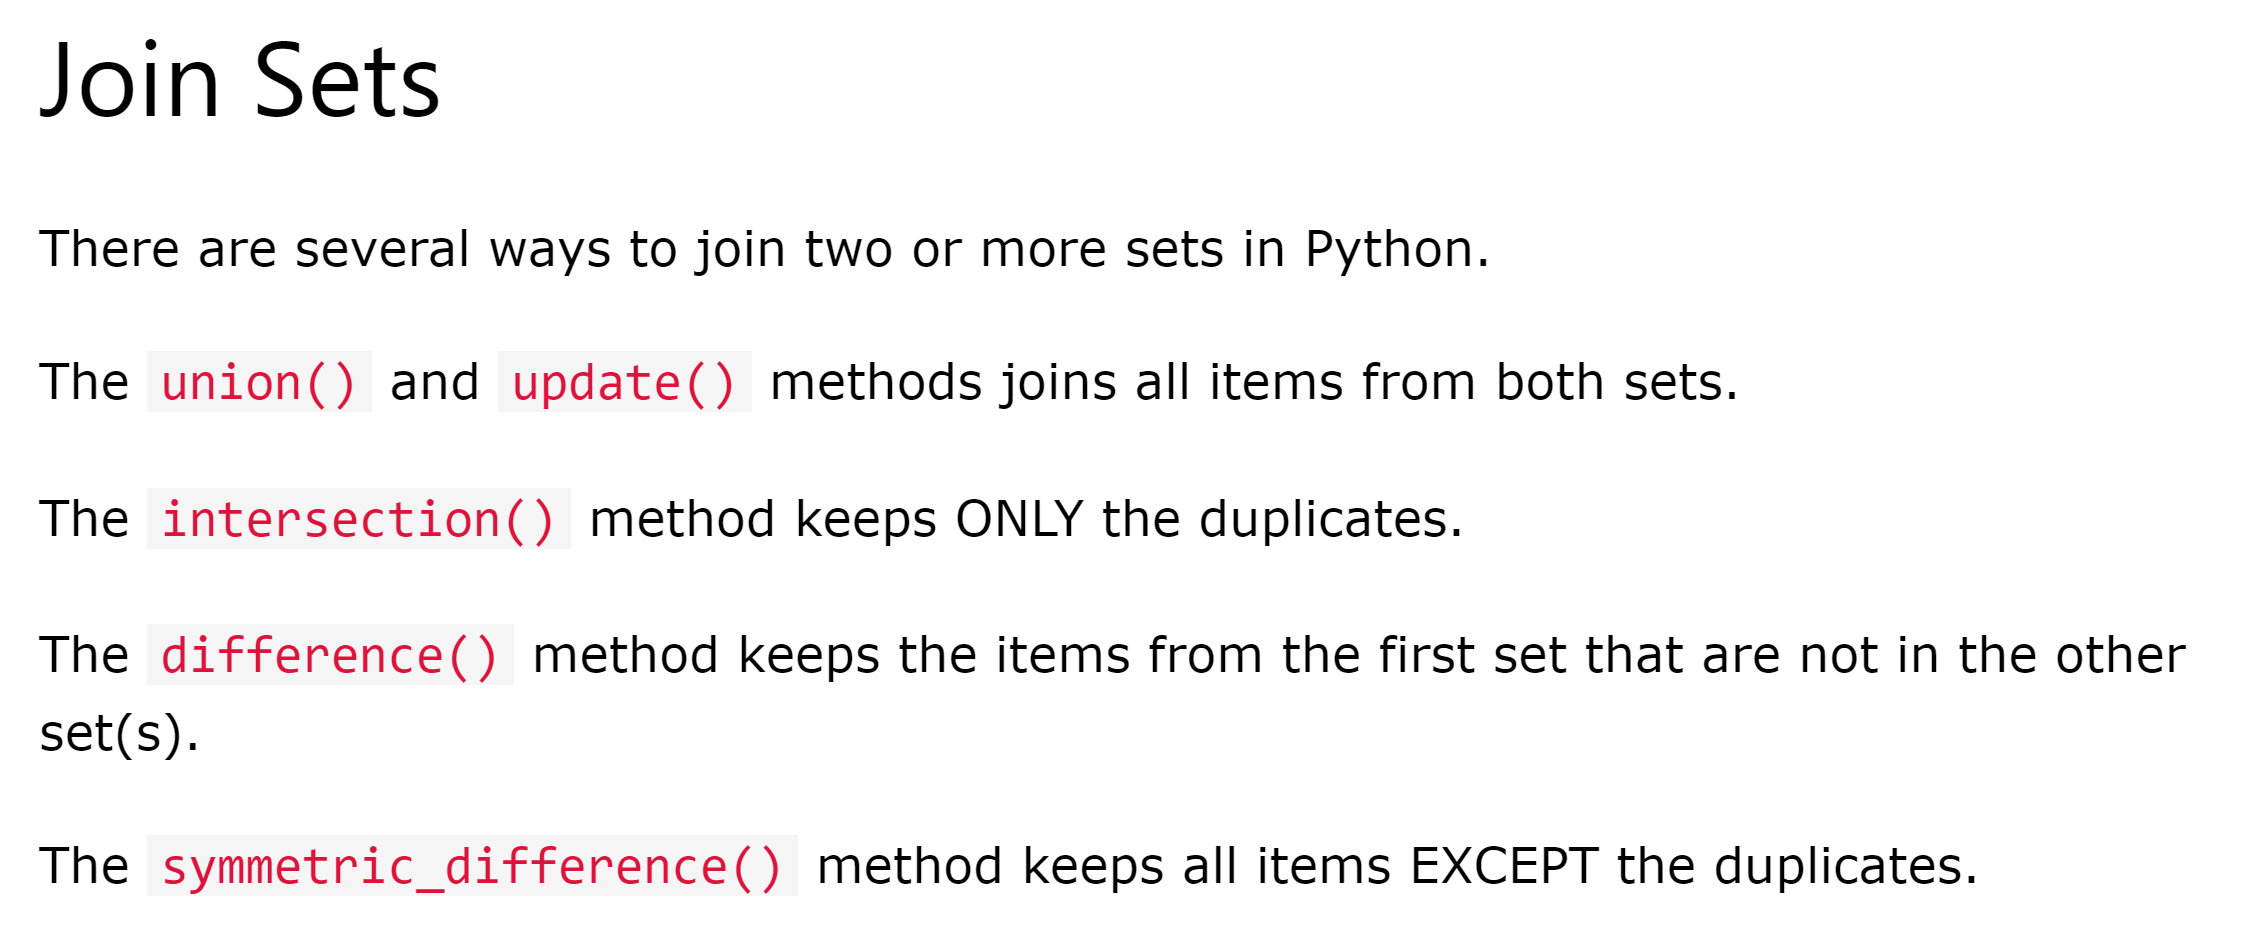 Join Sets
There are several ways to join two or more sets in Python.
The union() and update() methods joins all items from both sets.
The intersection() method keeps ONLY the duplicates.
The difference() method keeps the items from the first set that are not in the other
set(s).
The symmetric_difference() method keeps all items EXCEPT the duplicates.